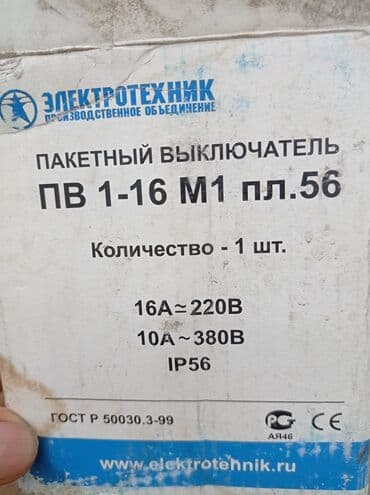 ЭЛЕКТРОТЕХНИК
ПРОИЗВОДСТВЕННОЕ ОБЪЕДИНЕНИЕ
ПАКЕТНЫЙ ВЫКЛЮЧАТЕЛЬ
ПВ 1-16 М1 пл.56
Количество - 1 шт.
16А≃220В
10А~380В
IP56
ГОСТ Р 50030.3-99
РС CE
АЯ46
www.elektrotehnik.ru